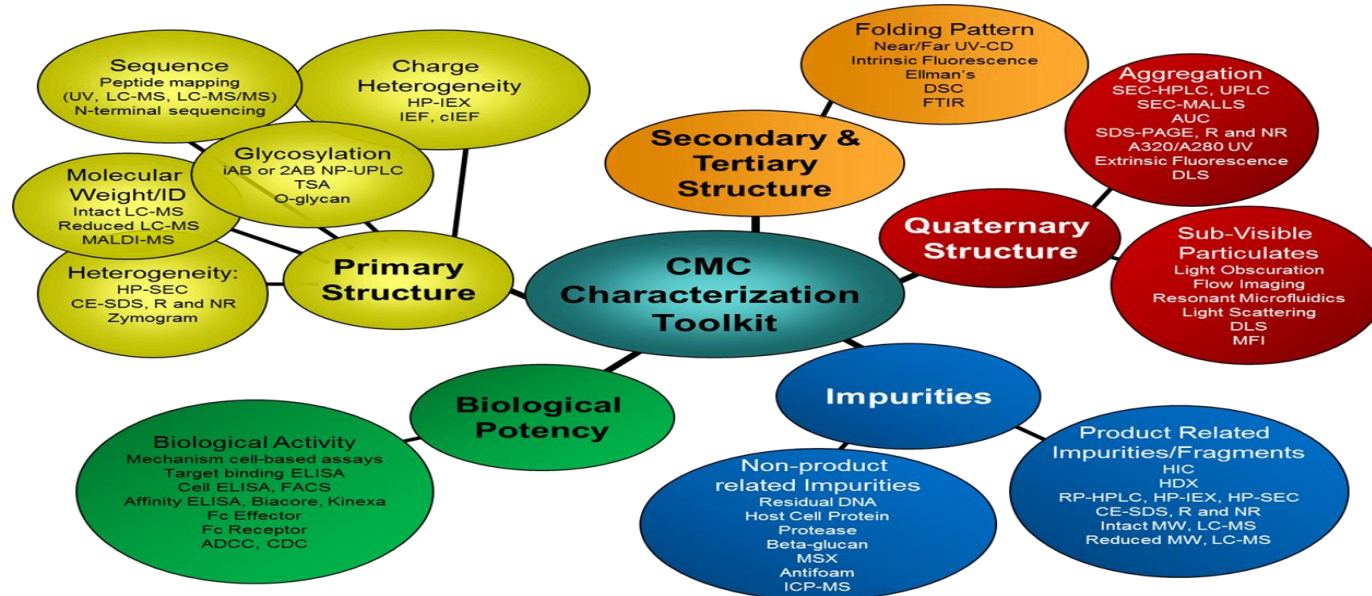 Sequence
Peptide mapping
(UV, LC-MS, LC-MS/MS)
N-terminal sequencing
Charge
Heterogeneity
HP-IEX
IEF, cIEF
Glycosylation
iAB or 2AB NP-UPLC
TSA
O-glycan
Molecular
Weight/ID
Intact LC-MS
Reduced LC-MS
MALDI-MS
Heterogeneity:
HP-SEC
CE-SDS, R and NR
Zymogram
Primary
Structure
Folding Pattern
Near/Far UV-CD
Intrinsic Fluorescence
Ellman's
DSC
FTIR
Secondary &
Tertiary
Structure
Aggregation
SEC-HPLC, UPLC
SEC-MALLS
AUC
SDS-PAGE, R and NR
A320/A280 UV
Extrinsic Fluorescence
DLS
Quaternary
Structure
Sub-Visible
Particulates
Light Obscuration
Flow Imaging
Resonant Microfluidics
Light Scattering
DLS
MFI
CMC
Characterization
Toolkit
Biological
Potency
Biological Activity
Mechanism cell-based assays
Target binding ELISA
Cell ELISA, FACS
Affinity ELISA, Biacore, Kinexa
Fc Effector
Fc Receptor
ADCC, CDC
Impurities
Non-product
related Impurities
Residual DNA
Host Cell Protein
Protease
Beta-glucan
MSX
Antifoam
ICP-MS
Product Related
Impurities/Fragments
HIC
HDX
RP-HPLC, HP-IEX, HP-SEC
CE-SDS, R and NR
Intact MW, LC-MS
Reduced MW, LC-MS